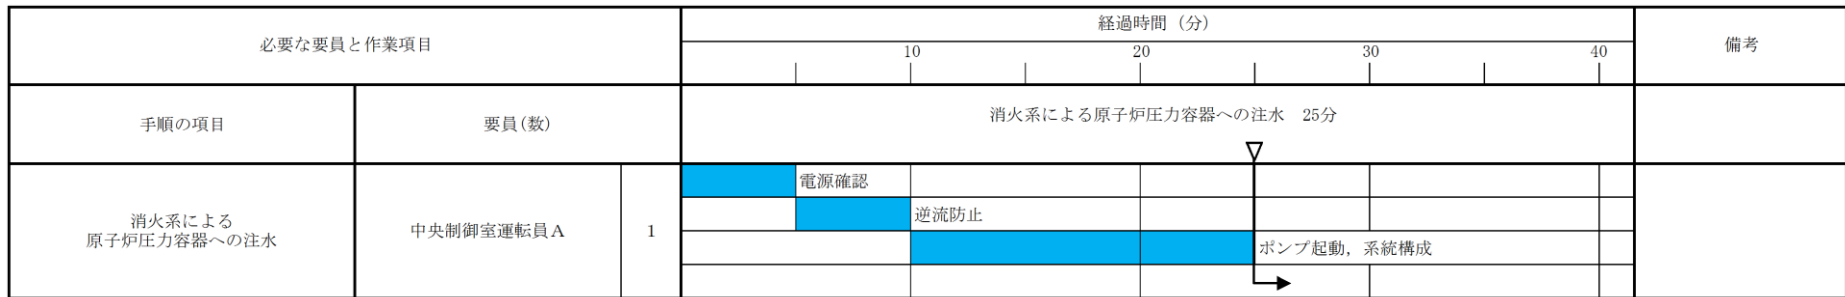 必要な要員と作業項目
経過時間（分）
備考
10 20 30 40
手順の項目
要員(数)
消火系による原子炉圧力容器への注水 25分
消火系による
原子炉圧力容器への注水
中央制御室運転員A
1
電源確認
逆流防止
ポンプ起動，系統構成